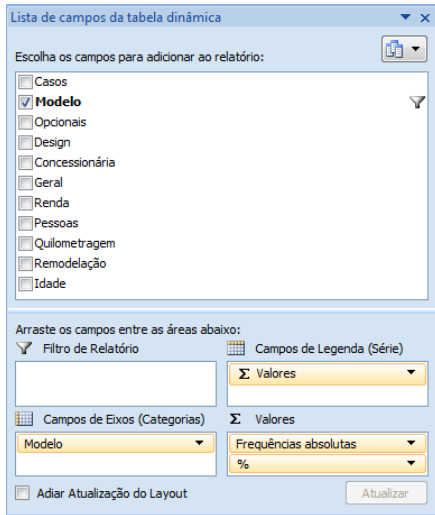 Lista de campos da tabela dinâmica
Escolha os campos para adicionar ao relatório:
Casos
Modelo
Opcionais
Design
Concessionária
Geral
Renda
Pessoas
Quilometragem
Remodelação
Idade
Arraste os campos entre as áreas abaixo:
Filtro de Relatório
Campos de Legenda (Série)
Σ Valores
Campos de Eixos (Categorias)
Σ Valores
Modelo
Frequências absolutas
%
Adiar Atualização do Layout
Atualizar